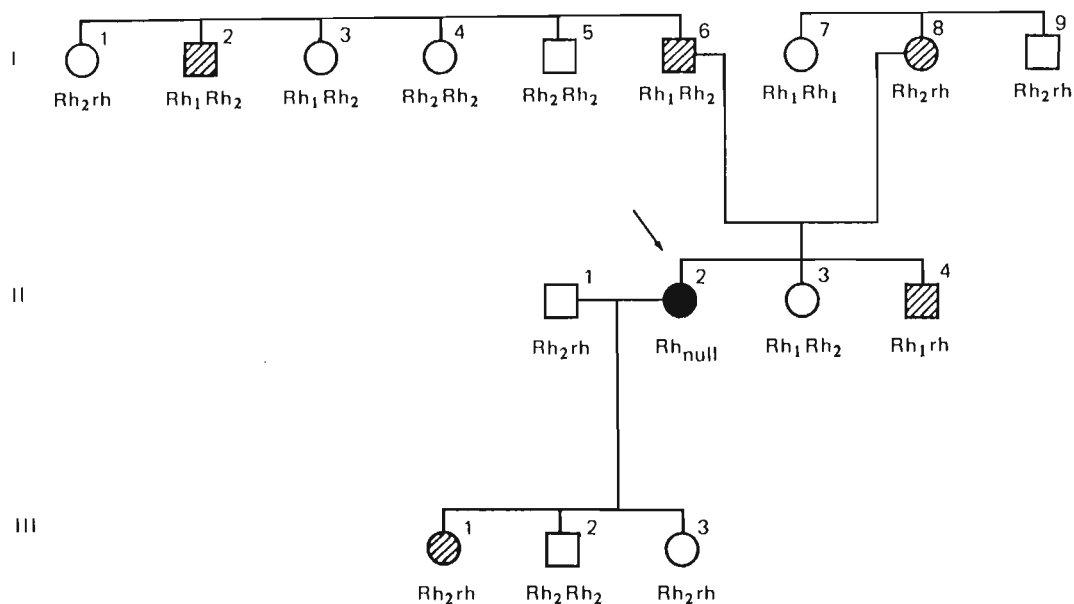 1 2 3 4 5 6 7 8 9
I
Rh₂rh Rh₁Rh₂ Rh₁Rh₂ Rh₂Rh₂ Rh₂Rh₂ Rh₁Rh₂ Rh₁Rh₁ Rh₂rh Rh₂rh
1 2 3 4
II
Rh₂rh Rhnull Rh₁Rh₂ Rh₁rh
1 2 3
III
Rh₂rh Rh₂Rh₂ Rh₂rh